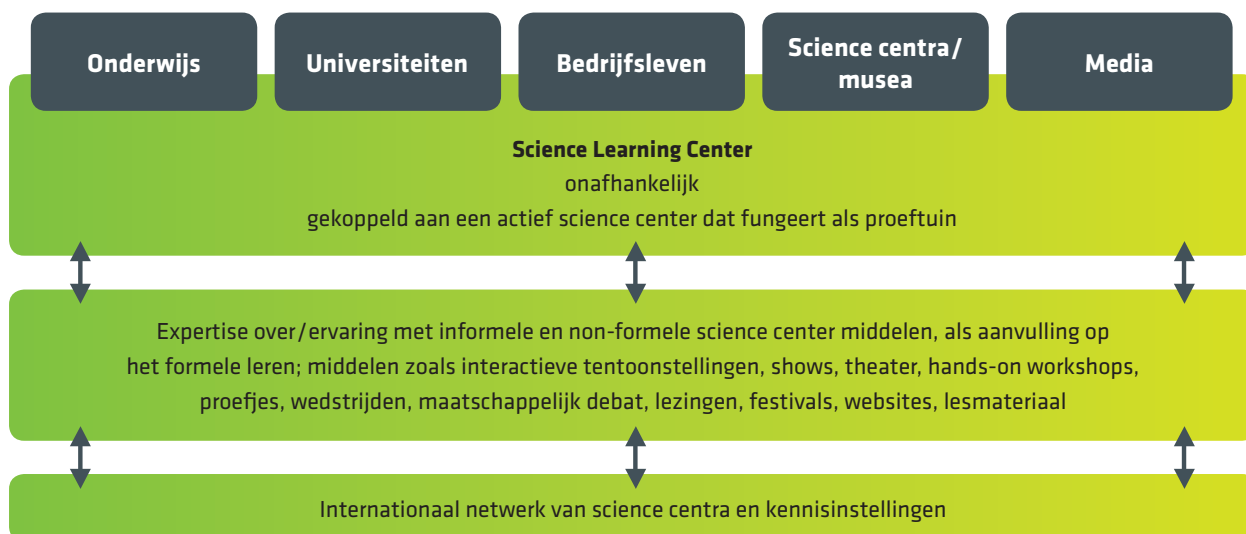 Onderwijs
Universiteiten
Bedrijfsleven
Science centra/
musea
Media
Science Learning Center
onafhankelijk
gekoppeld aan een actief science center dat fungeert als proeftuin
Expertise over/ervaring met informele en non-formele science center middelen, als aanvulling op
het formele leren; middelen zoals interactieve tentoonstellingen, shows, theater, hands-on workshops,
proefjes, wedstrijden, maatschappelijk debat, lezingen, festivals, websites, lesmateriaal
Internationaal netwerk van science centra en kennisinstellingen